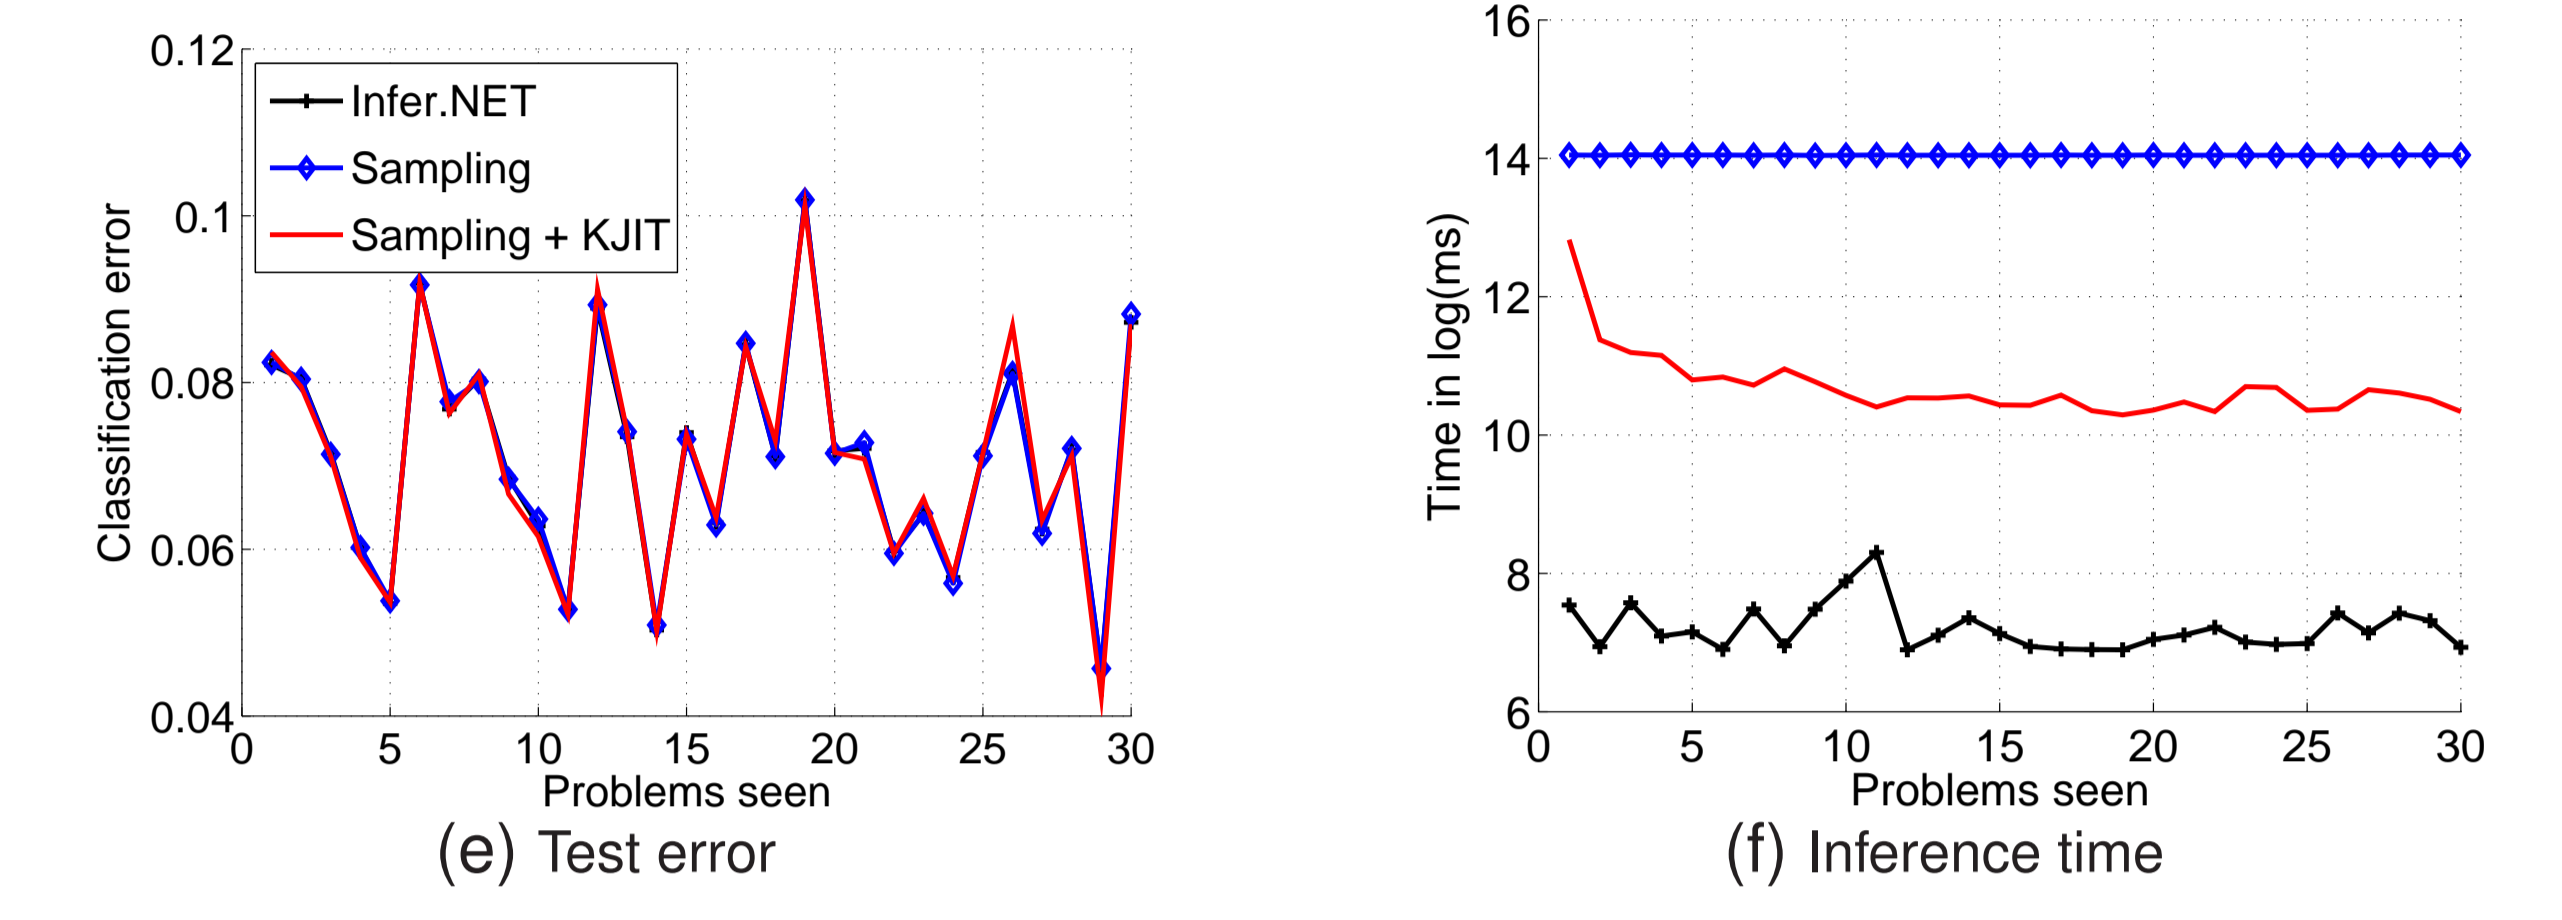 0.12
0.1
0.08
0.06
0.04
Classification error
Infer.NET
Sampling
Sampling + KJIT
0 5 10 15 20 25 30
Problems seen
(e) Test error
16
14
12
10
8
6
Time in log(ms)
0 5 10 15 20 25 30
Problems seen
(f) Inference time